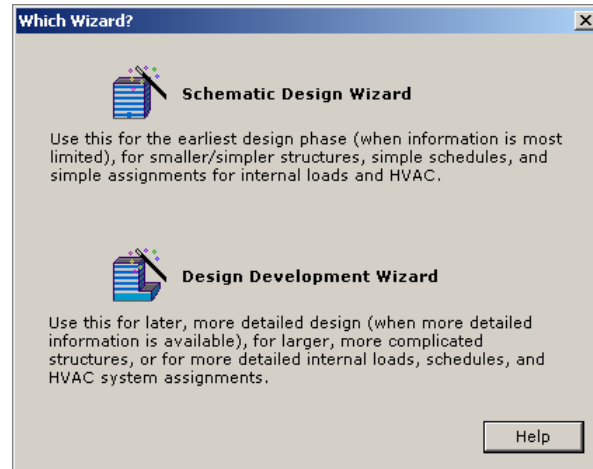 Which Wizard?
Schematic Design Wizard
Use this for the earliest design phase (when information is most
limited), for smaller/simpler structures, simple schedules, and
simple assignments for internal loads and HVAC.
Design Development Wizard
Use this for later, more detailed design (when more detailed
information is available), for larger, more complicated
structures, or for more detailed internal loads, schedules, and
HVAC system assignments.
Help